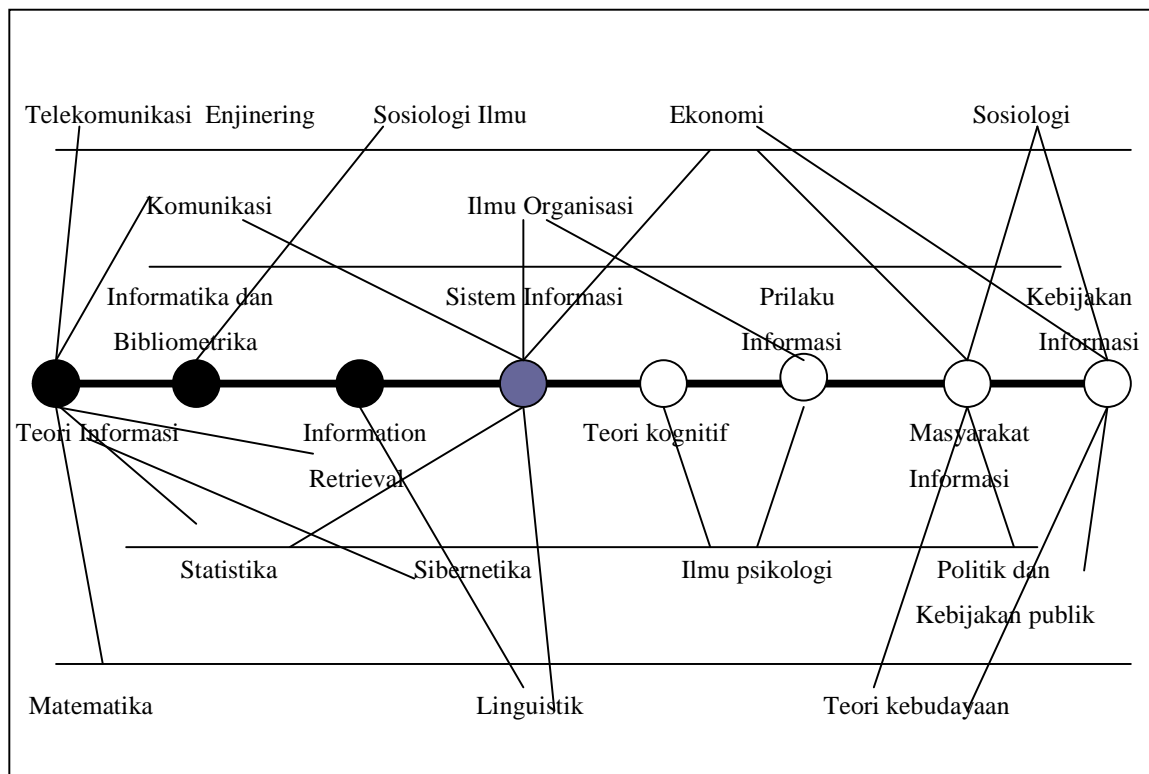 Telekomunikasi Enjinering Sosiologi Ilmu Ekonomi Sosiologi
Komunikasi Ilmu Organisasi
Informatika dan Sistem Informasi Prilaku Kebijakan
Bibliometrika Informasi Informasi
Teori Informasi Information Teori kognitif Masyarakat
Retrieval Informasi
Statistika Sibernetika Ilmu psikologi Politik dan
Kebijakan publik
Matematika Linguistik Teori kebudayaan